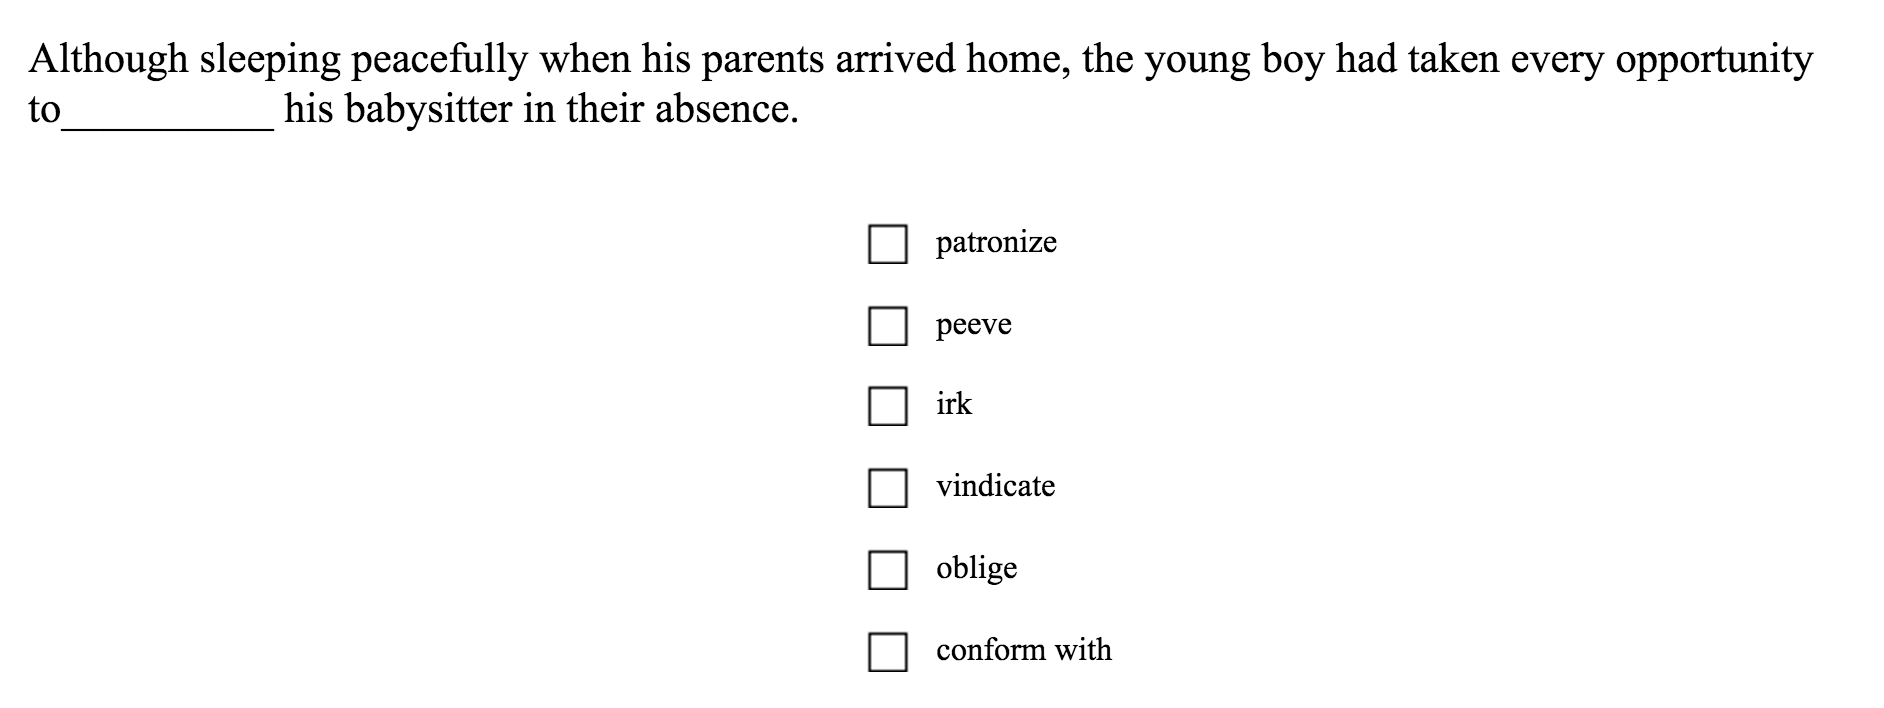 Although sleeping peacefully when his parents arrived home, the young boy had taken every opportunity
to__________ his babysitter in their absence.
patronize
peeve
irk
vindicate
oblige
conform with